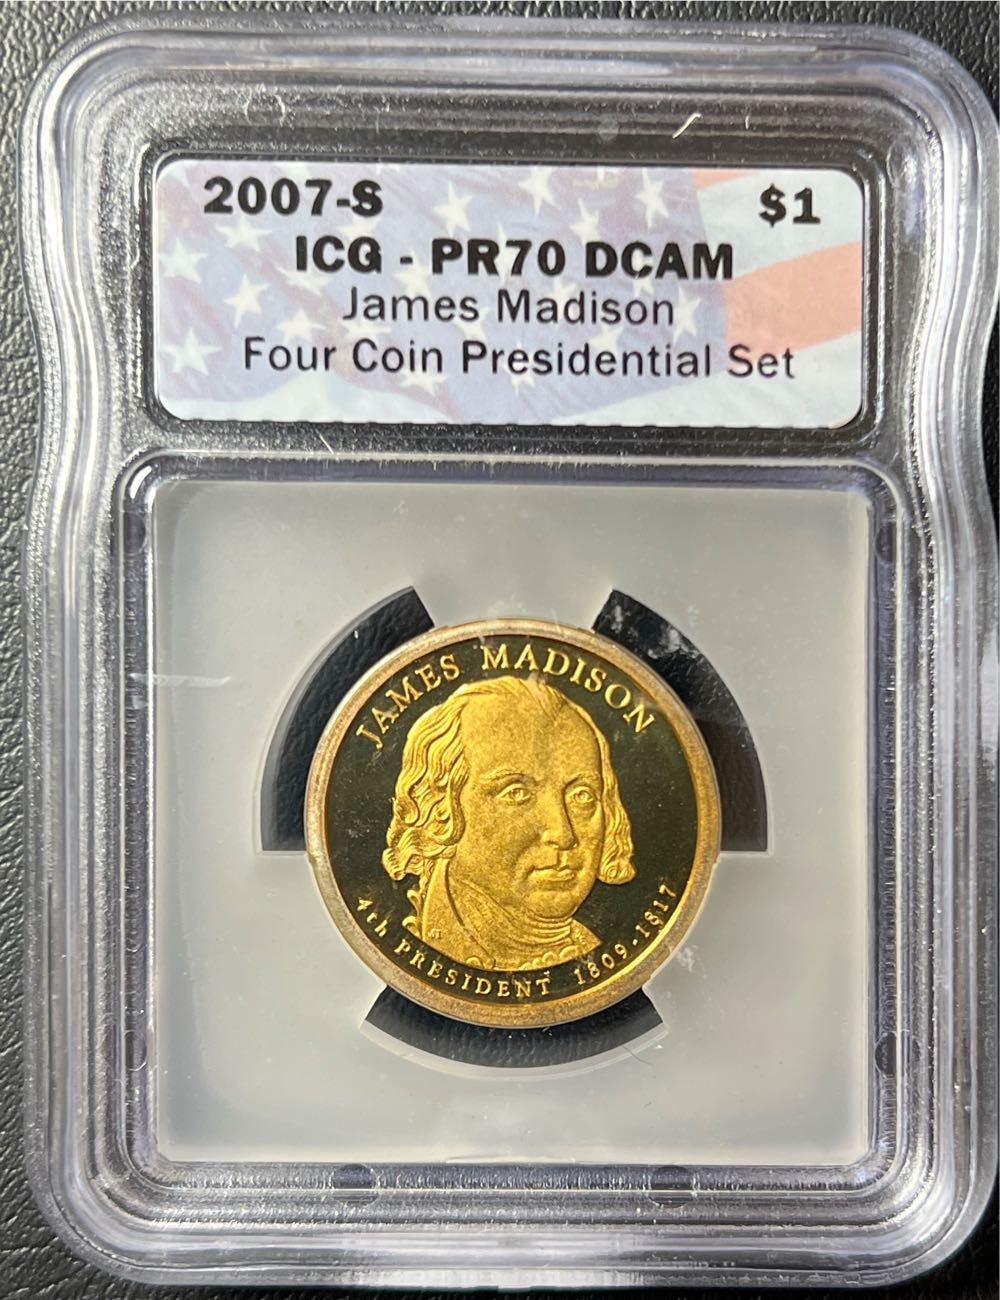 2007-S $1
ICG - PR70 DCAM
James Madison
Four Coin Presidential Set
JAMES MADISON
4th PRESIDENT 1809-1817